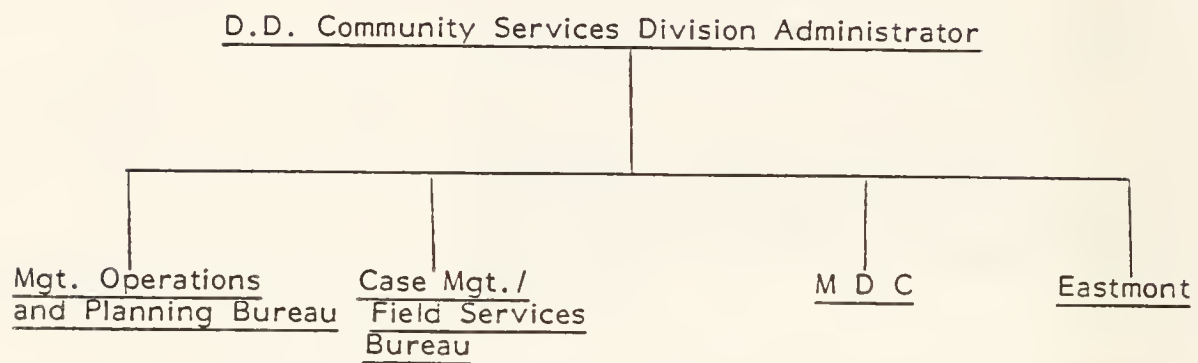 D.D. Community Services Division Administrator
Mgt. Operations
and Planning Bureau
Case Mgt./
Field Services
Bureau
M D C
Eastmont